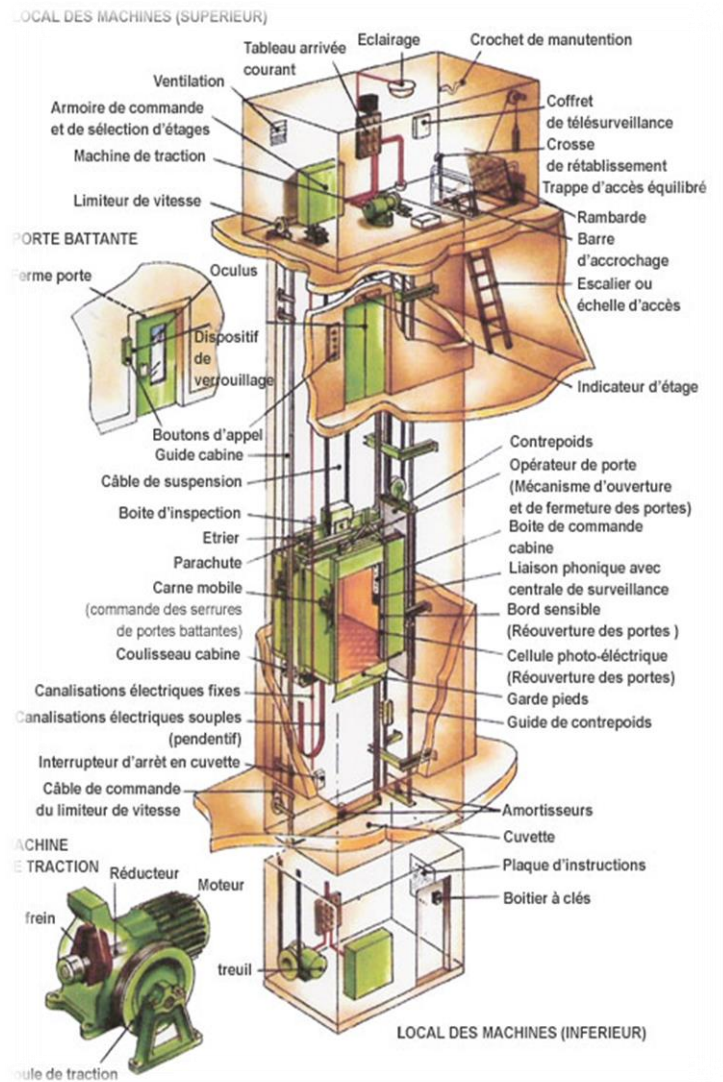 LOCAL DES MACHINES (SUPERIEUR)
Tableau arrivée
courant
Eclairage
Crochet de manutention
Ventilation
Armoire de commande
et de sélection d'étages
Machine de traction
Limiteur de vitesse
Coffret
de télésurveillance
Crosse
de rétablissement
Trappe d'accès équilibré
Rambarde
Barre
d'accrochage
Escalier ou
échelle d'accès
Indicateur d'étage
PORTE BATTANTE
Ferme porte
Oculus
Dispositif
de
verrouillage
Boutons d'appel
Guide cabine
Câble de suspension
Boite d'inspection
Etrier
Parachute
Carne mobile
(commande des serrures
de portes battantes)
Coulisseau cabine
Canalisations électriques fixes
Canalisations électriques souples
(pendentif)
Interrupteur d'arrèt en cuvette
Câble de commande
du limiteur de vitesse
Contrepoids
Opérateur de porte
(Mécanisme d'ouverture
et de fermeture des portes)
Boite de commande
cabine
Liaison phonique avec
centrale de surveillance
Bord sensible
(Réouverture des portes )
Cellule photo-éléctrique
(Réouverture des portes)
Garde pieds
Guide de contrepoids
Amortisseurs
Cuvette
Plaque d'instructions
Boitier à clés
ACHINE
E TRACTION
Réducteur
Moteur
frein
oule de traction
treuil
LOCAL DES MACHINES (INFERIEUR)